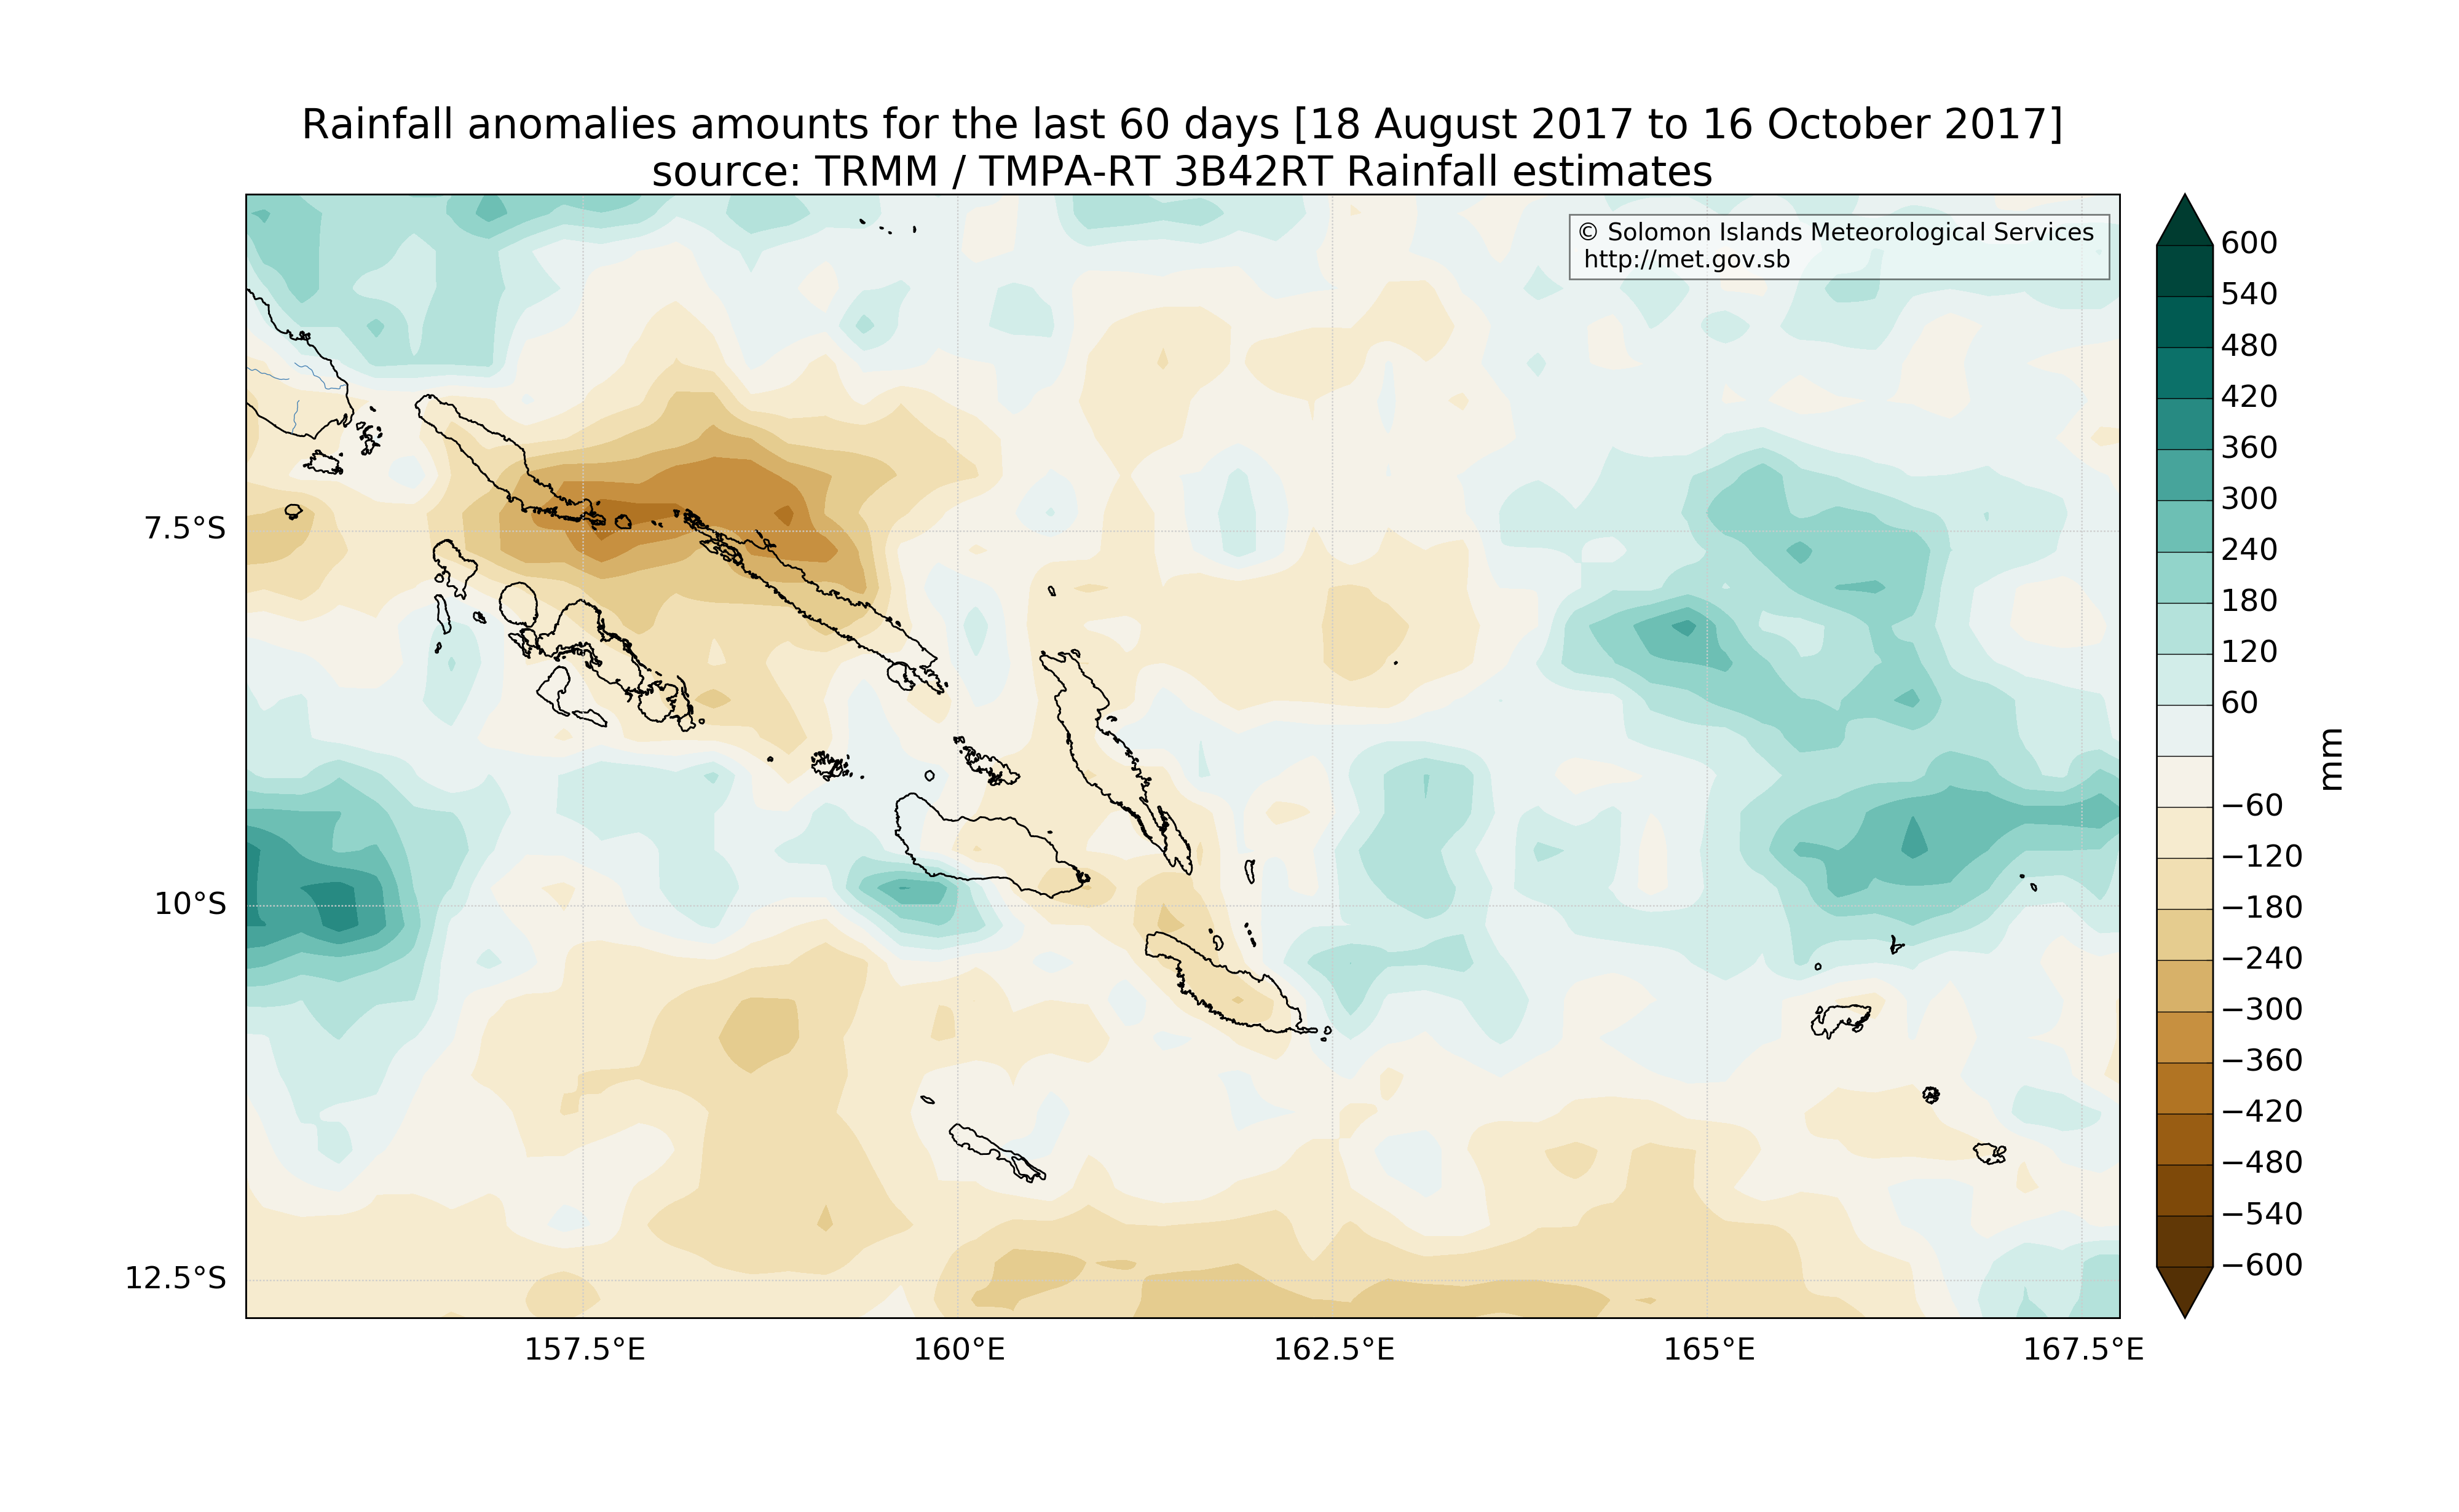 Rainfall anomalies amounts for the last 60 days [18 August 2017 to 16 October 2017]
source: TRMM / TMPA-RT 3B42RT Rainfall estimates
© Solomon Islands Meteorological Services
http://met.gov.sb
7.5°S
10°S
12.5°S
157.5°E
160°E
162.5°E
165°E
167.5°E
600
540
480
420
360
300
240
180
120
60
−60
−120
−180
−240
−300
−360
−420
−480
−540
−600
mm